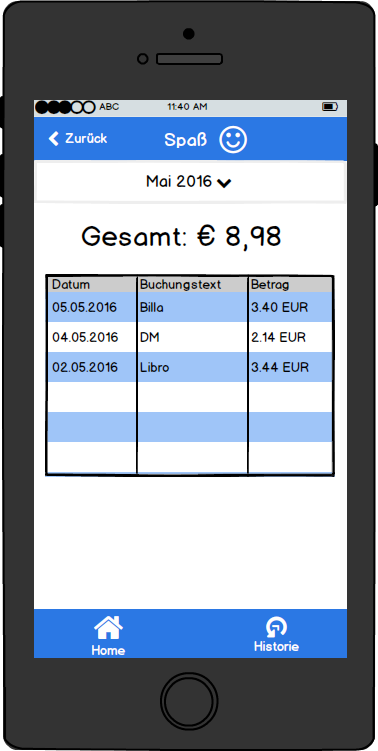 ABC 11:40 AM
Zurück Spaß
Mai 2016
Gesamt: € 8,98
Datum Buchungstext Betrag
05.05.2016 Billa 3.40 EUR
04.05.2016 DM 2.14 EUR
02.05.2016 Libro 3.44 EUR
Home Historie